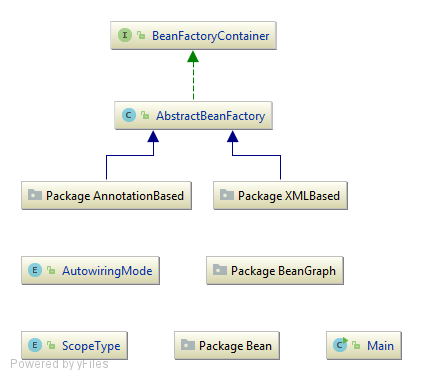 I BeanFactoryContainer
C AbstractBeanFactory
Package AnnotationBased
Package XMLBased
E AutowiringMode
Package BeanGraph
E ScopeType
Package Bean
C Main
Powered by yFiles